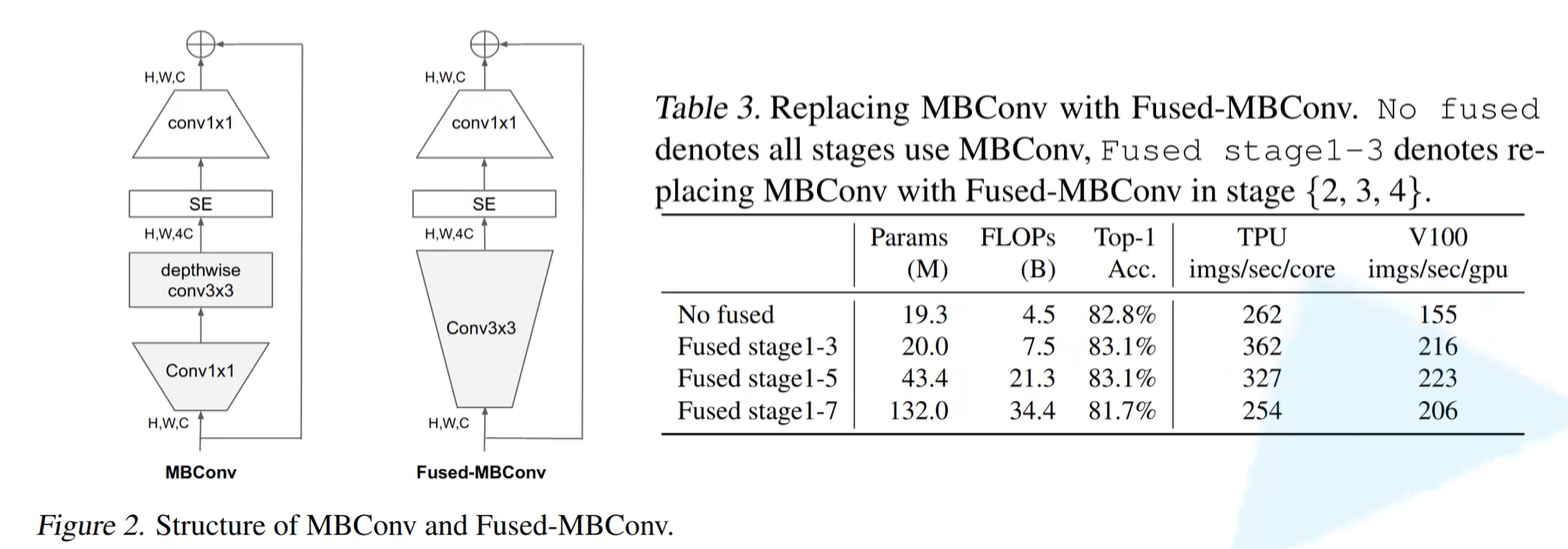 H,W,C
conv1x1
SE
H,W,4C
depthwise
conv3x3
Conv1x1
H,W,C
MBConv
H,W,C
conv1x1
SE
H,W,4C
Conv3x3
H,W,C
Fused-MBConv
Figure 2. Structure of MBConv and Fused-MBConv.
Table 3. Replacing MBConv with Fused-MBConv. No fused
denotes all stages use MBConv, Fused stage1-3 denotes re-
placing MBConv with Fused-MBConv in stage {2, 3, 4}.
Params FLOPs Top-1 TPU V100
(M) (B) Acc. imgs/sec/core imgs/sec/gpu
No fused 19.3 4.5 82.8% 262 155
Fused stage1-3 20.0 7.5 83.1% 362 216
Fused stage1-5 43.4 21.3 83.1% 327 223
Fused stage1-7 132.0 34.4 81.7% 254 206